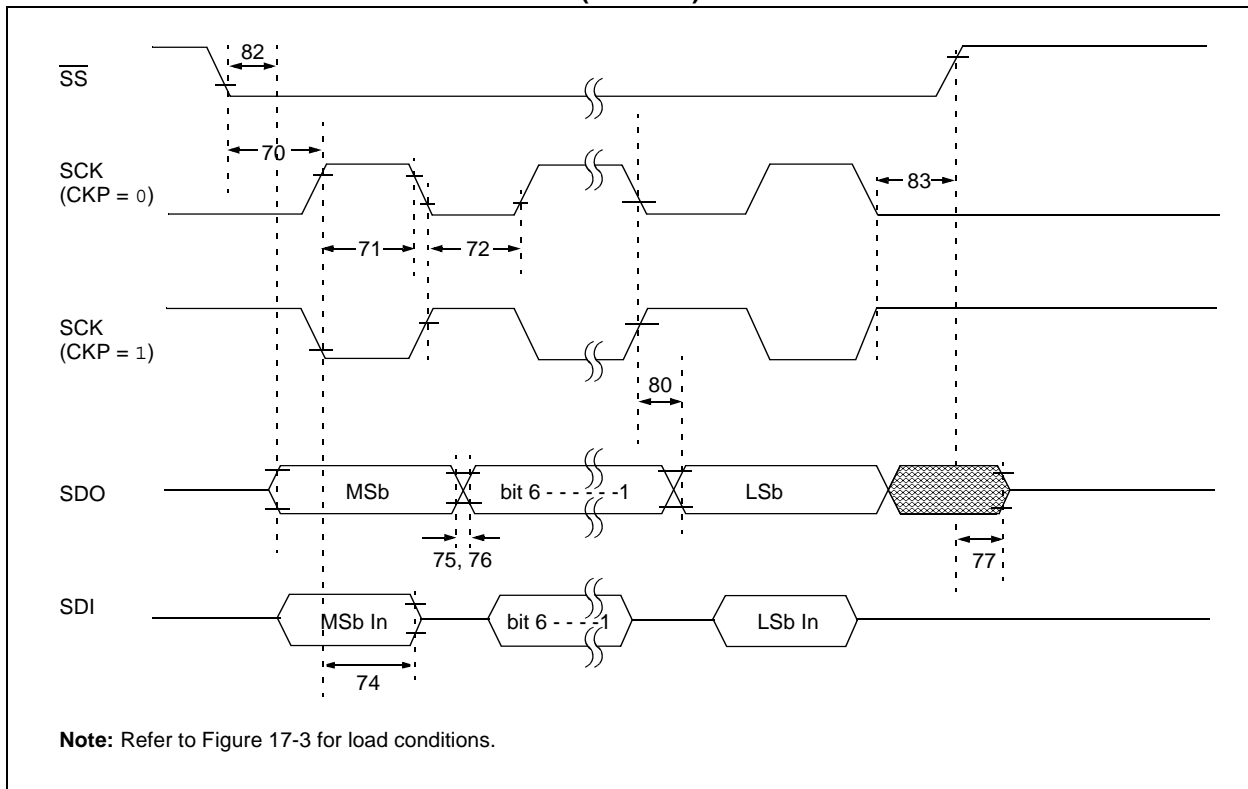 82
SS
70
SCK
(CKP = 0)
83
71
72
SCK
(CKP = 1)
80
SDO
MSb
bit 6 - - - - - -1
LSb
75, 76
77
SDI
MSb In
bit 6 - - - -1
LSb In
74
Note: Refer to Figure 17-3 for load conditions.